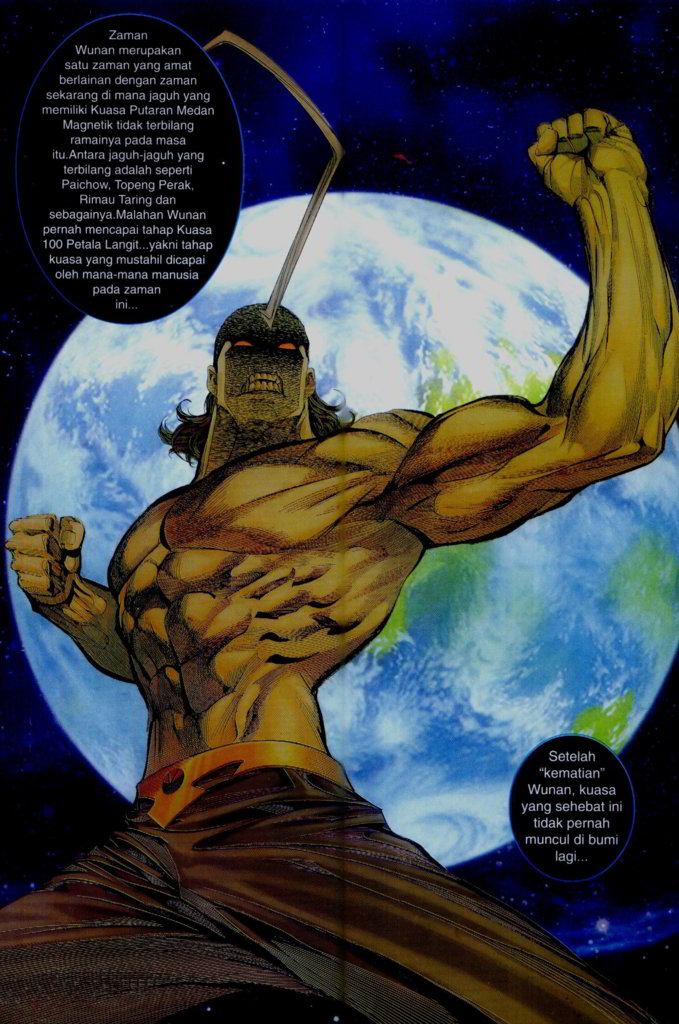 Zaman
Wunan merupakan
satu zaman yang amat
berlainan dengan zaman
sekarang di mana jaguh yang
memiliki Kuasa Putaran Medan
Magnetik tidak terbilang
ramainya pada masa
itu.Antara jaguh-jaguh yang
terbilang adalah seperti
Paichow, Topeng Perak,
Rimau Taring dan
sebagainya.Malahan Wunan
pernah mencapai tahap Kuasa
100 Petala Langit...yakni tahap
kuasa yang mustahil dicapai
oleh mana-mana manusia
pada zaman
ini...
Setelah
“kematian”
Wunan, kuasa
yang sehebat ini
tidak pernah
muncul di bumi
lagi...